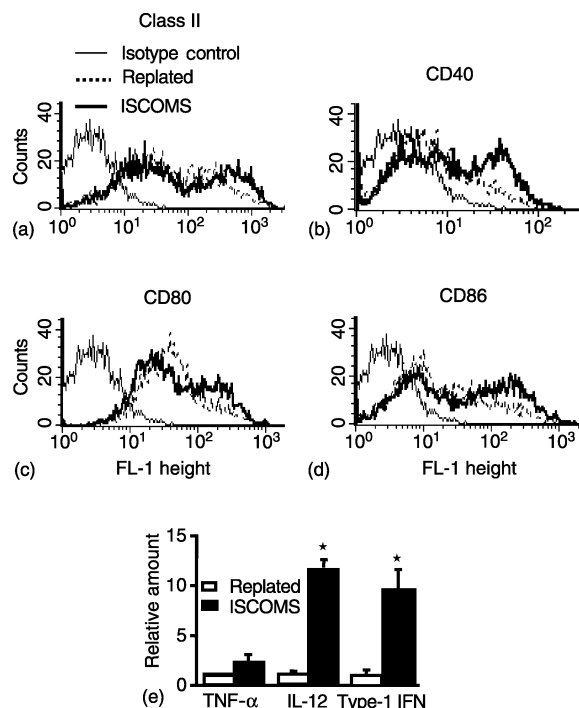 Class II
Isotype control
Replated
ISCOMS
CD40
Counts
40
20
0
10⁰ 10¹ 10² 10³
(a)
40
20
0
10⁰ 10¹ 10²
(b)
CD80
CD86
Counts
40
20
0
10⁰ 10¹ 10² 10³
(c) FL-1 height
40
20
0
10⁰ 10¹ 10² 10³
(d) FL-1 height
Relative amount
15
10
5
0
Replated
ISCOMS
★ ★
(e) TNF-α IL-12 Type-1 IFN